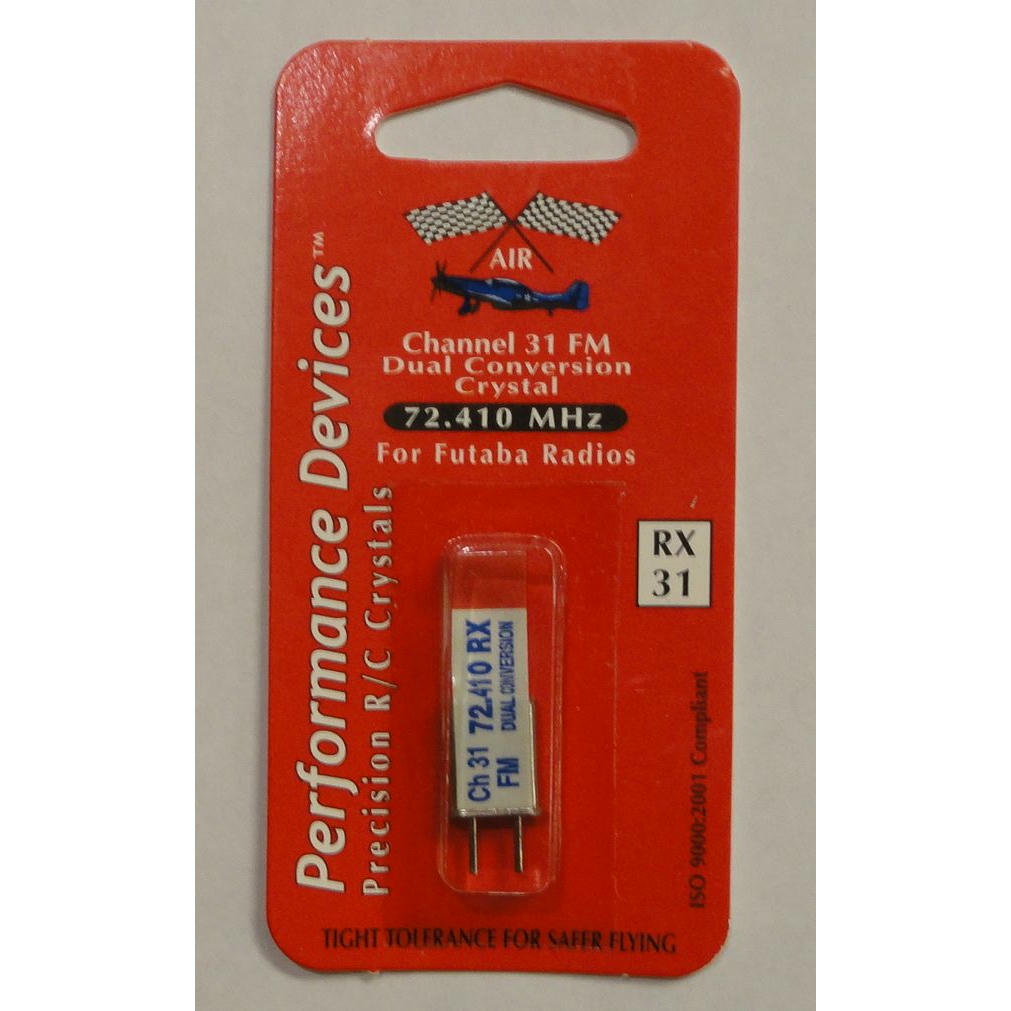 AIR
Channel 31 FM
Dual Conversion
Crystal
72.410 MHz
For Futaba Radios
Performance Devices™
Precision R/C Crystals
RX
31
Ch 31 72.410 RX
FM DUAL CONVERSION
ISO 9000:2001 Compliant
TIGHT TOLERANCE FOR SAFER FLYING